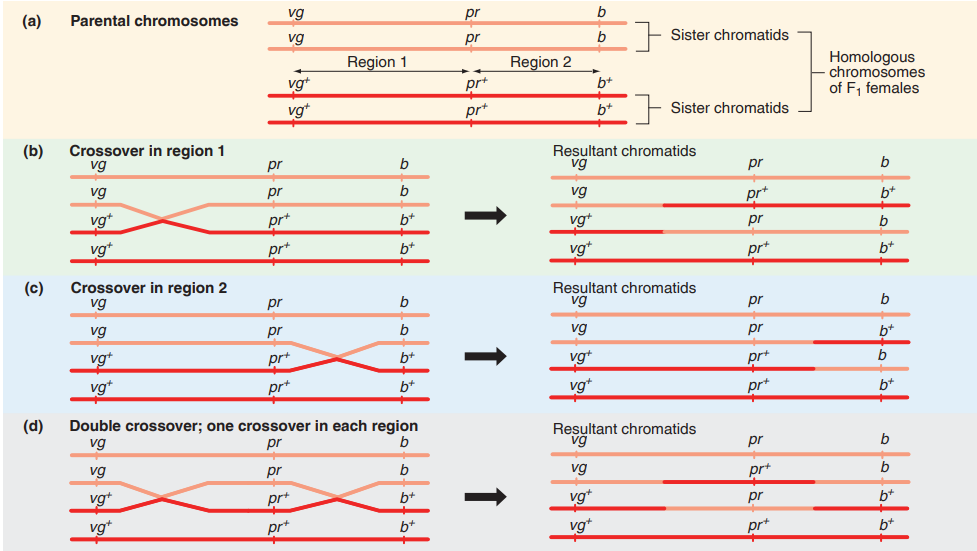 (a) Parental chromosomes
vg pr b
vg pr b
Sister chromatids
Region 1 Region 2
Homologous
chromosomes
of F1 females
vg+ pr+ b+
vg+ pr+ b+
Sister chromatids
(b) Crossover in region 1
vg pr b
vg pr b
vg+ pr+ b+
vg+ pr+ b+
Resultant chromatids
vg pr b
vg pr+ b+
vg+ pr b
vg+ pr+ b+
(c) Crossover in region 2
vg pr b
vg pr b
vg+ pr+ b+
vg+ pr+ b+
Resultant chromatids
vg pr b
vg pr b+
vg+ pr+ b
vg+ pr+ b+
(d) Double crossover; one crossover in each region
vg pr b
vg pr b
vg+ pr+ b+
vg+ pr+ b+
Resultant chromatids
vg pr b
vg pr+ b
vg+ pr b+
vg+ pr+ b+